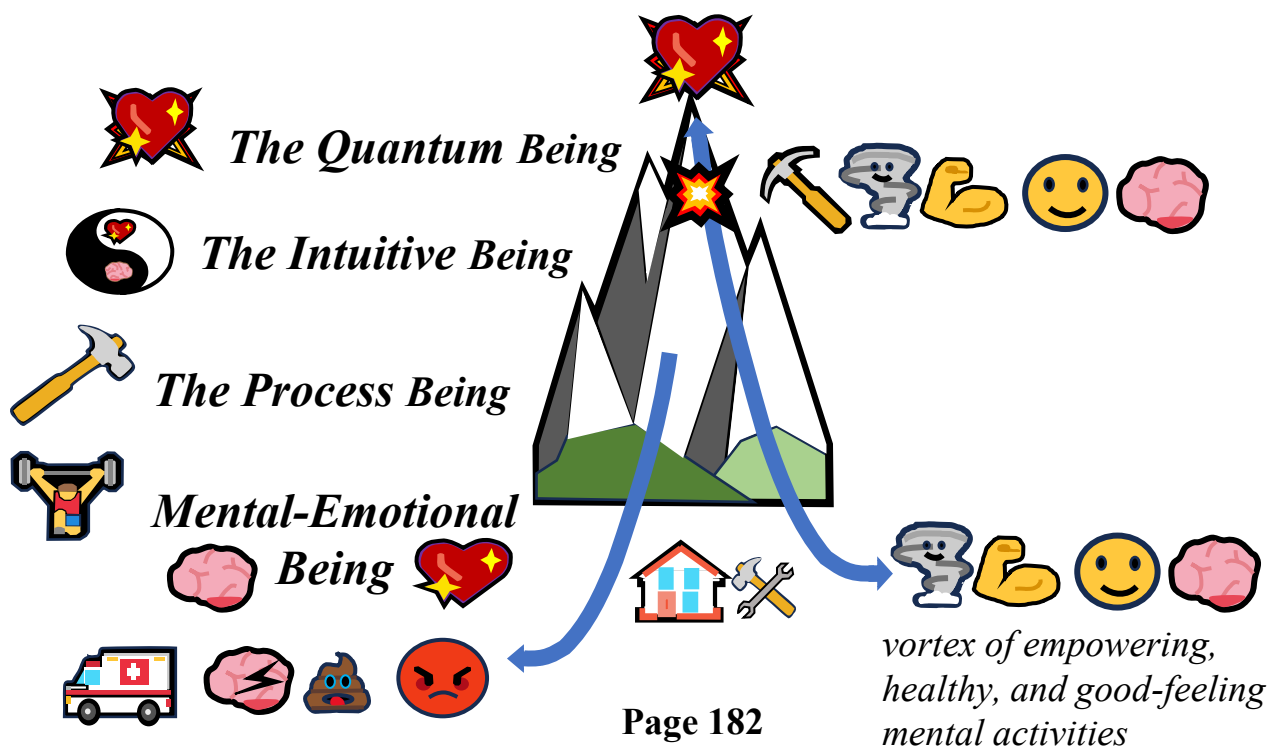 The Quantum Being
The Intuitive Being
The Process Being
Mental-Emotional
Being
vortex of empowering,
healthy, and good-feeling
mental activities
Page 182